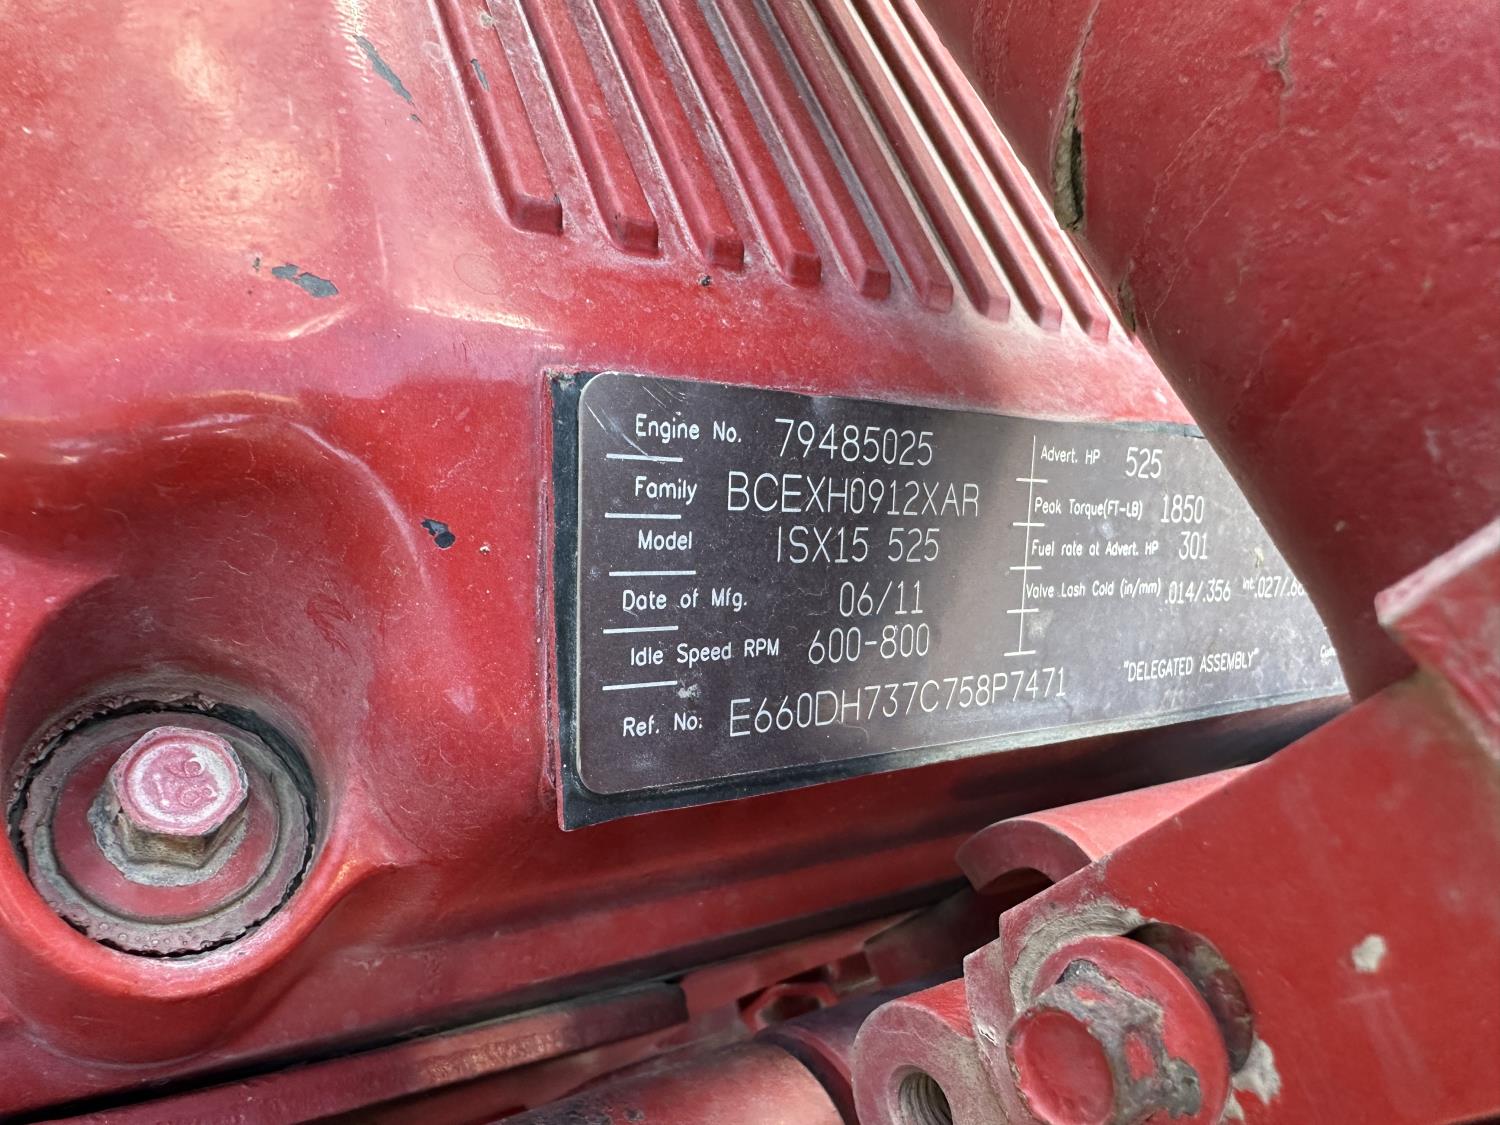 Engine No. 79485025
Family BCEXH0912XAR
Model ISX15 525
Date of Mfg. 06/11
Idle Speed RPM 600-800
Ref. No. E660DH737C758P7471
Advert. HP 525
Peak Torque(FT-LB) 1850
Fuel rate at Advert. HP 301
Valve Lash Cold (in/mm) .014/.356 Int. .027/.
"DELEGATED ASSEMBLY"